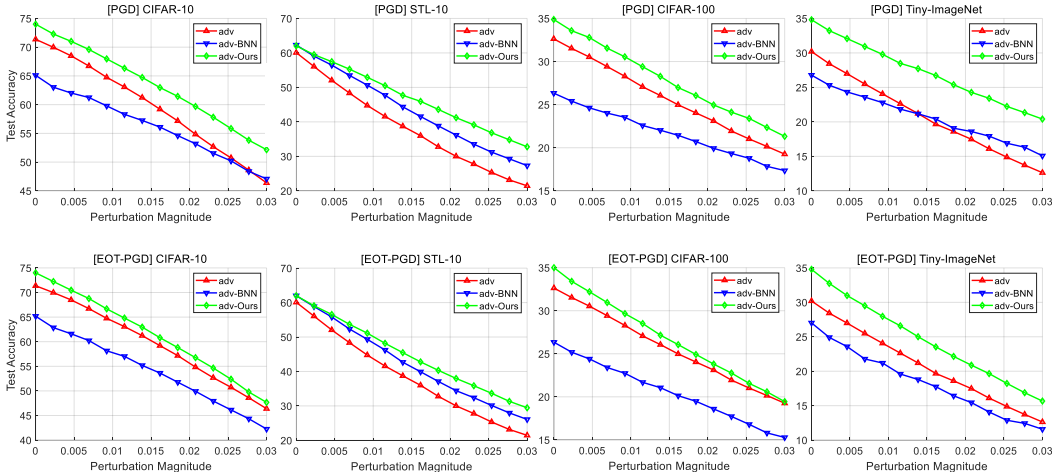 [PGD] CIFAR-10
75
70
65
60
55
50
45
Test Accuracy
0 0.005 0.01 0.015 0.02 0.025 0.03
Perturbation Magnitude
adv
adv-BNN
adv-Ours
[PGD] STL-10
70
60
50
40
30
20
0 0.005 0.01 0.015 0.02 0.025 0.03
Perturbation Magnitude
adv
adv-BNN
adv-Ours
[PGD] CIFAR-100
35
30
25
20
15
0 0.005 0.01 0.015 0.02 0.025 0.03
Perturbation Magnitude
adv
adv-BNN
adv-Ours
[PGD] Tiny-ImageNet
35
30
25
20
15
10
0 0.005 0.01 0.015 0.02 0.025 0.03
Perturbation Magnitude
adv
adv-BNN
adv-Ours
[EOT-PGD] CIFAR-10
75
70
65
60
55
50
45
40
Test Accuracy
0 0.005 0.01 0.015 0.02 0.025 0.03
Perturbation Magnitude
adv
adv-BNN
adv-Ours
[EOT-PGD] STL-10
70
60
50
40
30
20
0 0.005 0.01 0.015 0.02 0.025 0.03
Perturbation Magnitude
adv
adv-BNN
adv-Ours
[EOT-PGD] CIFAR-100
35
30
25
20
15
0 0.005 0.01 0.015 0.02 0.025 0.03
Perturbation Magnitude
adv
adv-BNN
adv-Ours
[EOT-PGD] Tiny-ImageNet
35
30
25
20
15
10
0 0.005 0.01 0.015 0.02 0.025 0.03
Perturbation Magnitude
adv
adv-BNN
adv-Ours